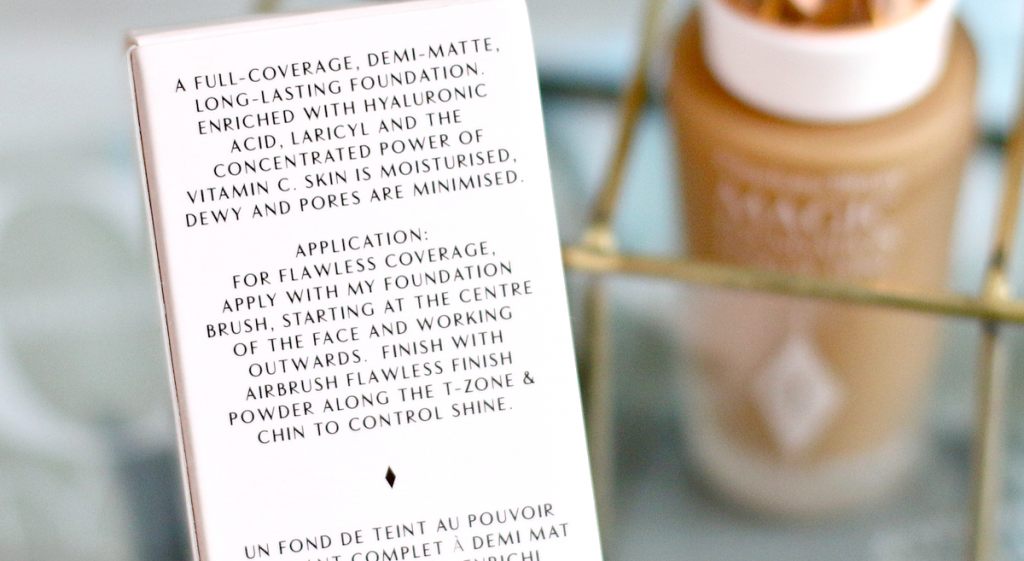 A FULL-COVERAGE, DEMI-MATTE,
LONG-LASTING FOUNDATION.
ENRICHED WITH HYALURONIC
ACID, LARICYL AND THE
CONCENTRATED POWER OF
VITAMIN C. SKIN IS MOISTURISED,
DEWY AND PORES ARE MINIMISED.
APPLICATION:
FOR FLAWLESS COVERAGE,
APPLY WITH MY FOUNDATION
BRUSH, STARTING AT THE CENTRE
OF THE FACE AND WORKING
OUTWARDS. FINISH WITH
AIRBRUSH FLAWLESS FINISH
POWDER ALONG THE T-ZONE &
CHIN TO CONTROL SHINE.
UN FOND DE TEINT AU POUVOIR
COMPLET À DEMI MAT
MAGIC